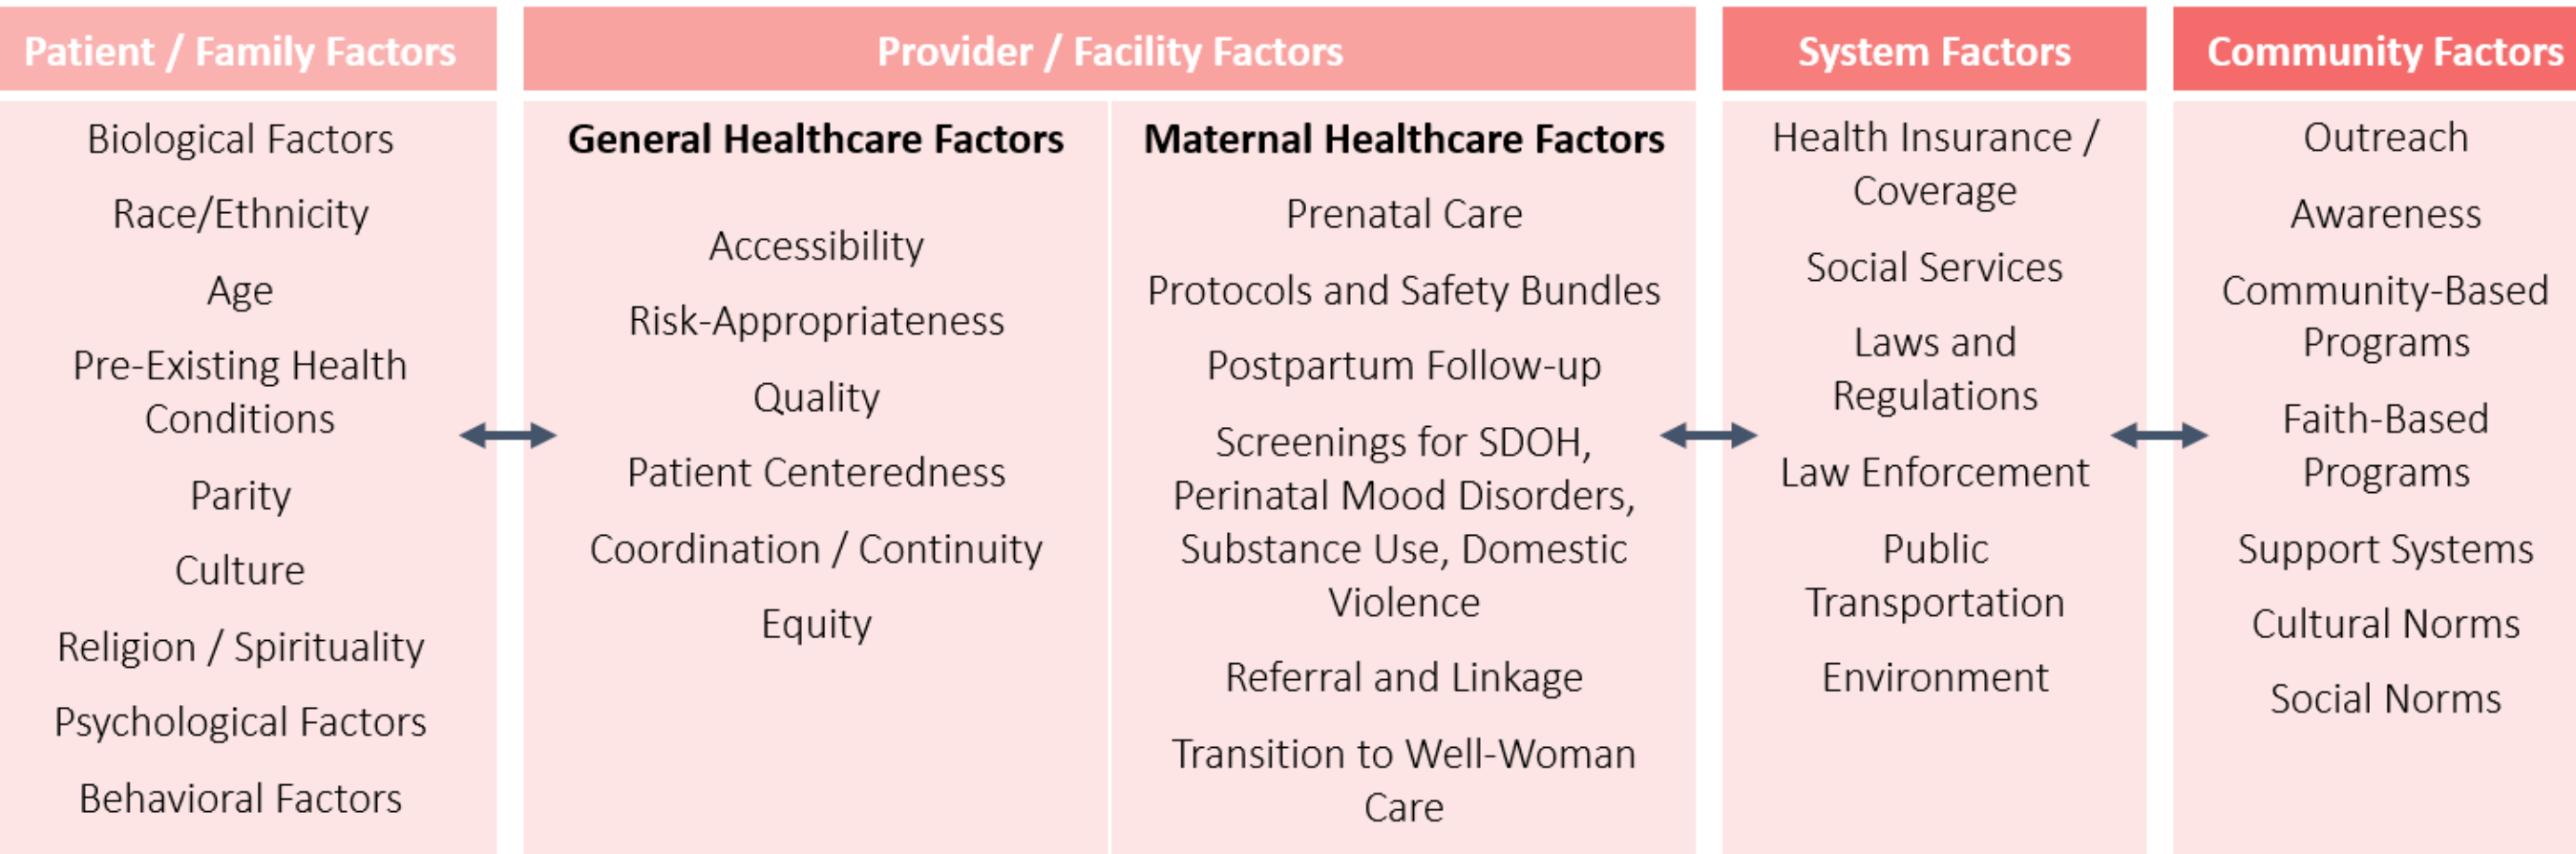 Patient / Family Factors
Biological Factors
Race/Ethnicity
Age
Pre-Existing Health
Conditions
Parity
Culture
Religion / Spirituality
Psychological Factors
Behavioral Factors
Provider / Facility Factors
General Healthcare Factors
Accessibility
Risk-Appropriateness
Quality
Patient Centeredness
Coordination / Continuity
Equity
Maternal Healthcare Factors
Prenatal Care
Protocols and Safety Bundles
Postpartum Follow-up
Screenings for SDOH,
Perinatal Mood Disorders,
Substance Use, Domestic
Violence
Referral and Linkage
Transition to Well-Woman
Care
System Factors
Health Insurance /
Coverage
Social Services
Laws and
Regulations
Law Enforcement
Public
Transportation
Environment
Community Factors
Outreach
Awareness
Community-Based
Programs
Faith-Based
Programs
Support Systems
Cultural Norms
Social Norms